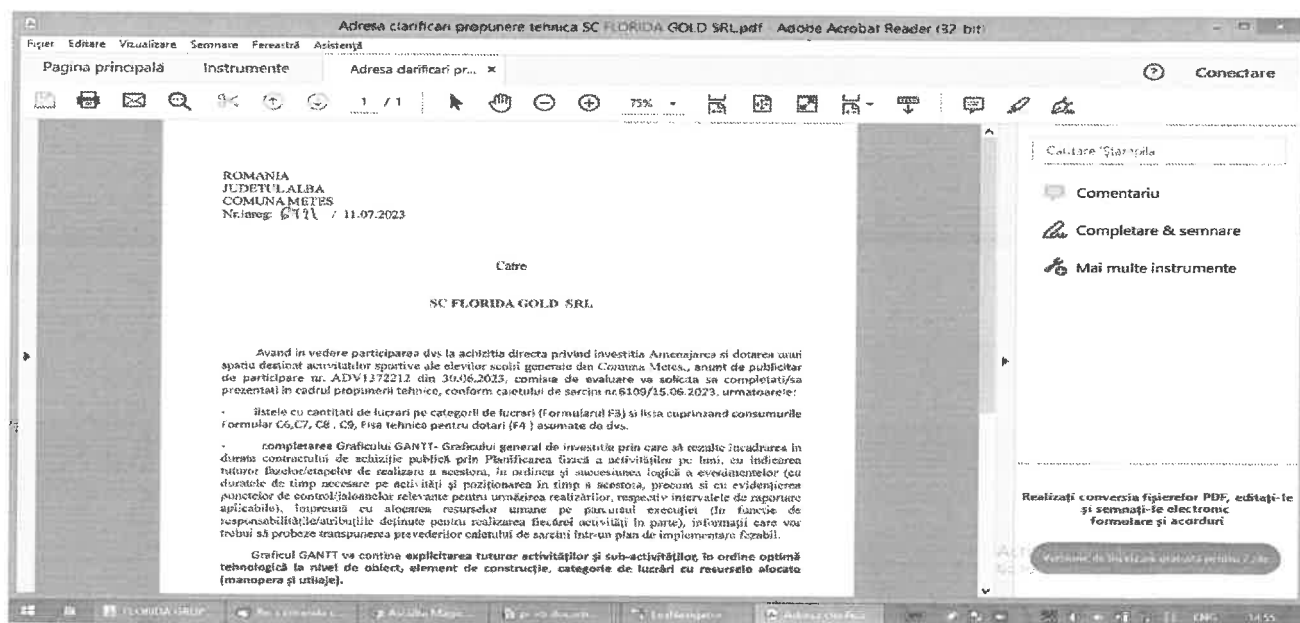 Adresa clarificari propunere tehnica SC FLORIDA GOLD SRL.pdf - Adobe Acrobat Reader (32-bit)
Fișier Editare Vizualizare Semnare Fereastră Asistență
Pagina principală Instrumente Adresa clarificari pr... × Conectare
1 / 1 75%
ROMANIA
JUDETUL ALBA
COMUNA METES
Nr.inreg: / 11.07.2023
Catre
SC FLORIDA GOLD SRL
Avand in vedere participarea dvs la achizitia directa privind investitia Amenajarea si dotarea unui
spatiu destinat activitatilor sportive ale elevilor scolii generale din Comuna Metes., anunt de publicitar
de participare nr. ADV1372212 din 30.06.2023, comisia de evaluare va solicita sa completati/sa
prezentati in cadrul propunerii tehnice, conform caietului de sarcini nr.6109/15.06.2023, urmatoarele:
- listele cu cantitati de lucrari pe categorii de lucrari (Formularul F3) si lista cuprinzand consumurile
Formular C6,C7, C8 , C9, Fisa tehnica pentru dotari (F4 ) asumate de dvs.
- completarea Graficului GANTT- Graficului general de investitie prin care să rezulte încadrarea în
durata contractului de achiziție publică prin Planificarea fizică a activităților pe luni, cu indicarea
tuturor fazelor/etapelor de realizare a acestora, în ordinea și succesiunea logică a evenimentelor (cu
duratele de timp necesare pe activități și poziționarea în timp a acestora, precum si cu evidențierea
punctelor de control/jaloanelor relevante pentru urmărirea realizărilor, respectiv intervalele de raportare
aplicabile), împreună cu alocarea resurselor umane pe parcursul execuției (în functie de
responsabilitățile/atribuțiile deținute pentru realizarea fiecărei activități în parte), informații care vor
trebui să probeze transpunerea prevederilor caietului de sarcini într-un plan de implementare fezabil.
Graficul GANTT va contine explicitarea tuturor activităților și sub-activităților, în ordine optimă
tehnologică la nivel de obiect, element de construcție, categorie de lucrări cu resursele alocate
(manopera și utilaje).
Căutare 'Ștampila
Comentariu
Completare & semnare
Mai multe instrumente
Realizați conversia fișierelor PDF, editați-le
și semnați-le electronic
formulare și acorduri
FLORIDA GRUP...
ENG 14:55